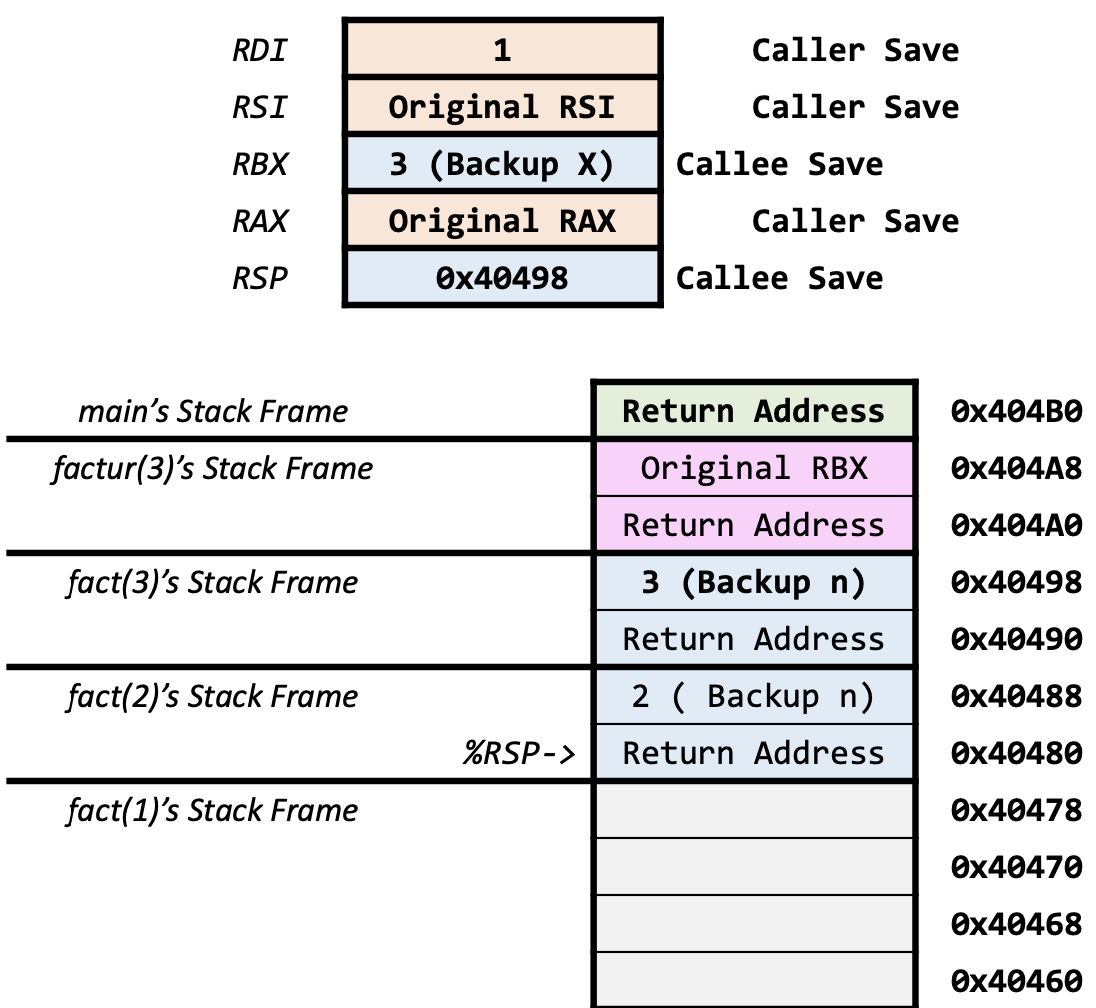 RDI 1 Caller Save
RSI Original RSI Caller Save
RBX 3 (Backup X) Callee Save
RAX Original RAX Caller Save
RSP 0x40498 Callee Save
main’s Stack Frame Return Address 0x404B0
factur(3)’s Stack Frame Original RBX 0x404A8
Return Address 0x404A0
fact(3)’s Stack Frame 3 (Backup n) 0x40498
Return Address 0x40490
fact(2)’s Stack Frame 2 ( Backup n) 0x40488
%RSP-> Return Address 0x40480
fact(1)’s Stack Frame 0x40478
0x40470
0x40468
0x40460